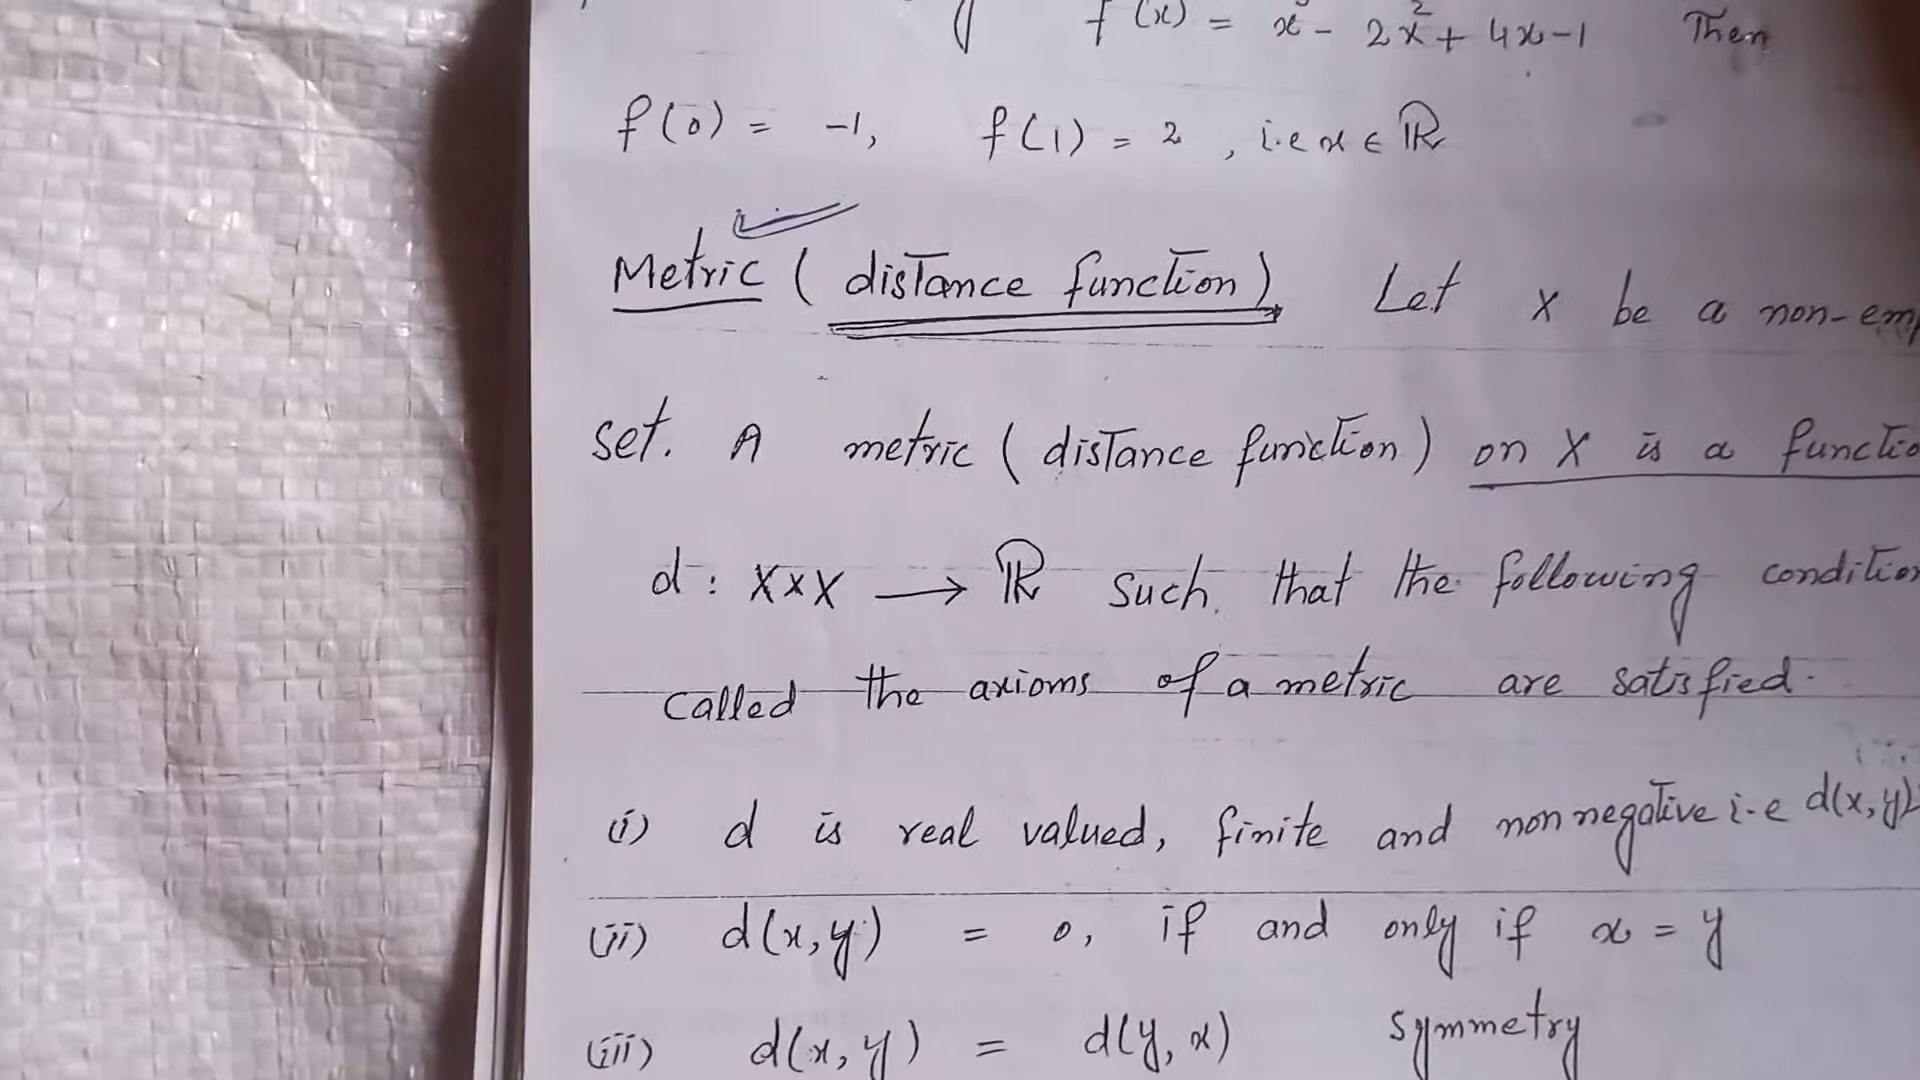 f(x) = x³ - 2x² + 4x-1 Then
f(0) = -1, f(1) = 2, i.e x ∈ ℝ
Metric (distance function) Let X be a non-emp
set. A metric (distance function) on X is a functio
d : X×X ⟶ ℝ such that the following condition
called the axioms of a metric are satisfied.
(i) d is real valued, finite and non negative i.e d(x,y)≥
(ii) d(x,y) = 0, if and only if x = y
(iii) d(x,y) = d(y,x) symmetry